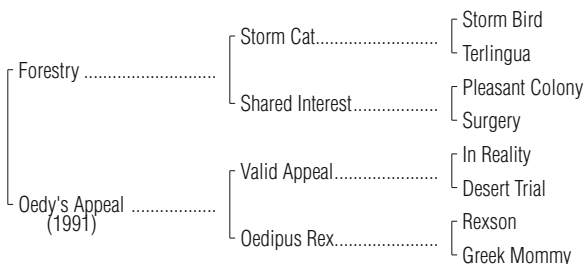 Storm Bird
Storm Cat........................................
Terlingua
Forestry ...........................................
Pleasant Colony
Shared Interest............................
Surgery
In Reality
Valid Appeal..................................
Desert Trial
Oedy's Appeal ...........................
(1991)
Rexson
Oedipus Rex..................................
Greek Mommy